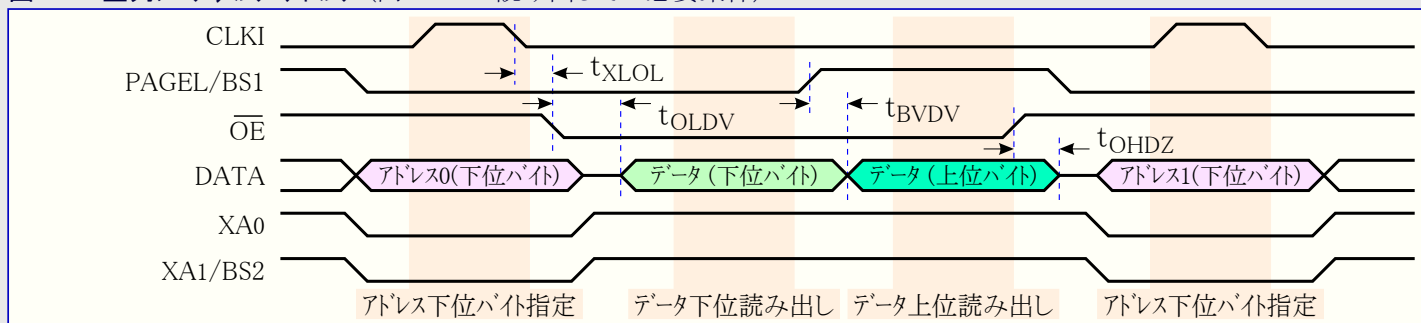 CLKI
PAGEL/BS1
tXLOL
OE
tOLDV
tBVDV
tOHDZ
DATA
アドレス0(下位バイト)
データ (下位バイト)
データ (上位バイト)
アドレス1(下位バイト)
XA0
XA1/BS2
アドレス下位バイト指定
データ下位読み出し
データ上位読み出し
アドレス下位バイト指定